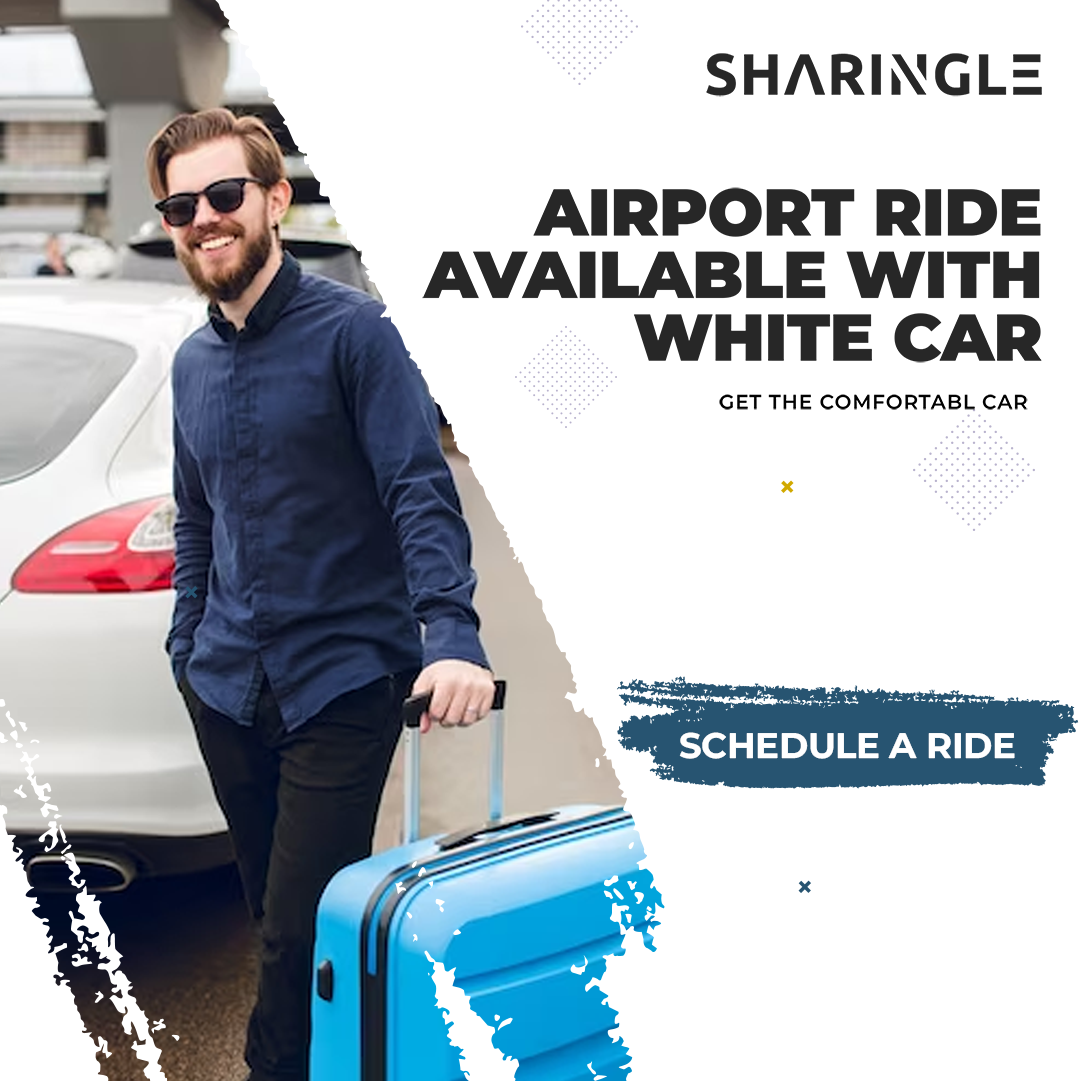 SHARINGLE
AIRPORT RIDE
AVAILABLE WITH
WHITE CAR
GET THE COMFORTABL CAR
SCHEDULE A RIDE